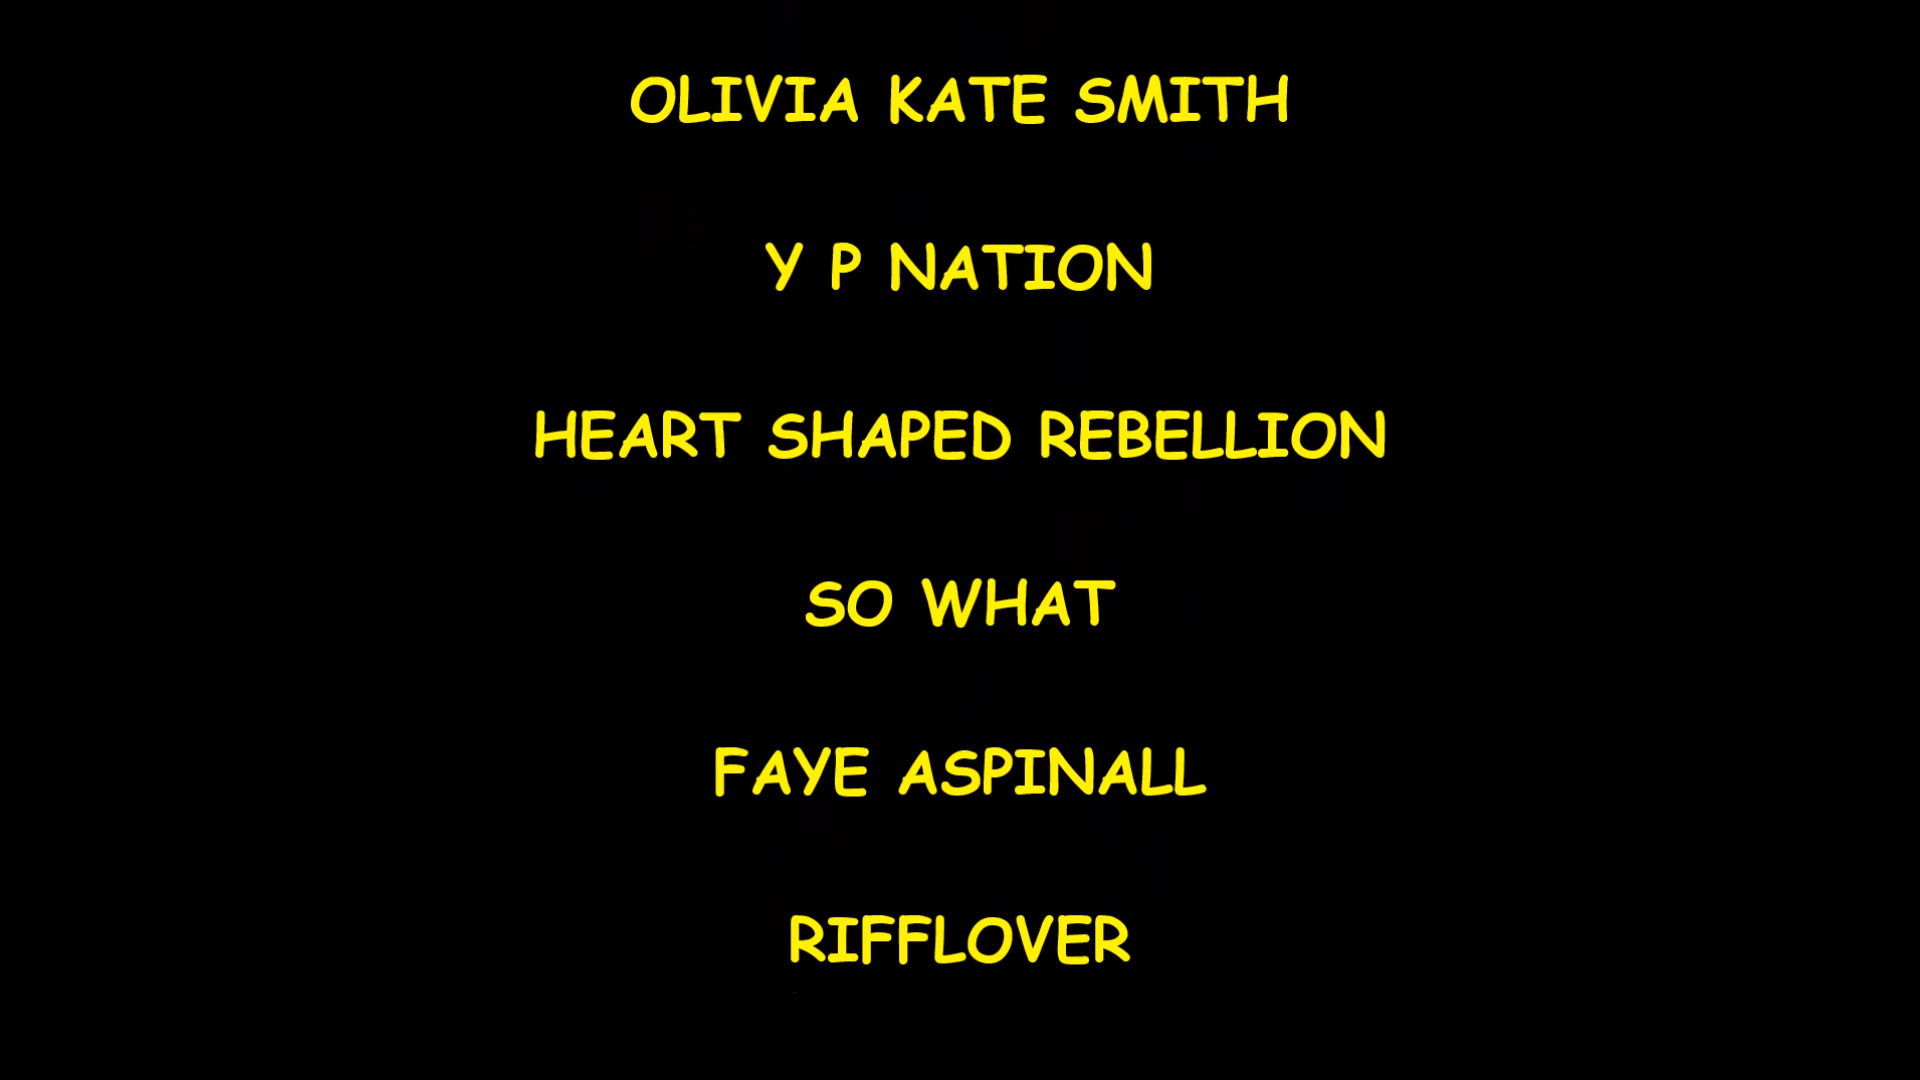 OLIVIA KATE SMITH
Y P NATION
HEART SHAPED REBELLION
SO WHAT
FAYE ASPINALL
RIFFLOVER